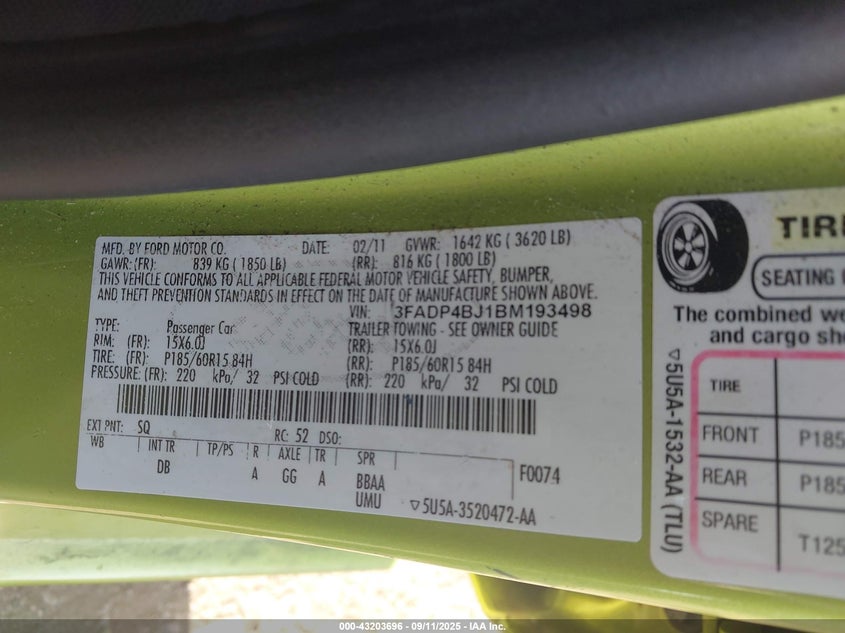 MFD. BY FORD MOTOR CO. DATE: 02/11 GVWR: 1642 KG ( 3620 LB)
GAWR: (FR): 839 KG ( 1850 LB) (RR): 816 KG ( 1800 LB)
THIS VEHICLE CONFORMS TO ALL APPLICABLE FEDERAL MOTOR VEHICLE SAFETY, BUMPER,
AND THEFT PREVENTION STANDARDS IN EFFECT ON THE DATE OF MANUFACTURE SHOWN ABOVE.
VIN: 3FADP4BJ1BM193498
TYPE: Passenger Car TRAILER TOWING - SEE OWNER GUIDE
RIM: (FR): 15X6.0J (RR): 15X6.0J
TIRE: (FR): P185/60R15 84H (RR): P185/60R15 84H
PRESSURE: (FR): 220 kPa/ 32 PSI COLD (RR): 220 kPa/ 32 PSI COLD
EXT PNT: SQ RC: 52 DSO:
WB INT TR TP/PS R AXLE TR SPR F0074
DB A GG A BBAA
UMU ▽5U5A-3520472-AA
TIRE
SEATING
The combined we
and cargo sho
▽5U5A-1532-AA (TLU)
TIRE
FRONT P185
REAR P185
SPARE T125
000-43203696 - 09/11/2025 - IAA Inc.